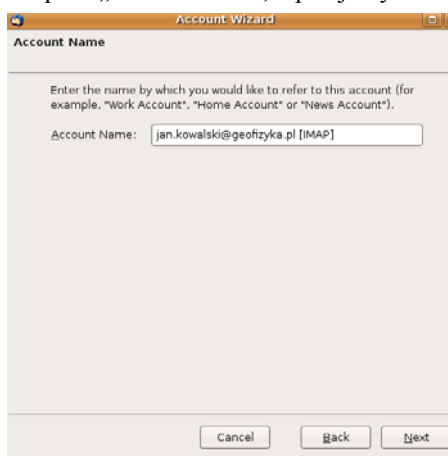 Account Wizard
Account Name
Enter the name by which you would like to refer to this account (for
example, "Work Account", "Home Account" or "News Account").
Account Name: jan.kowalski@geofizyka.pl [IMAP]
Cancel Back Next